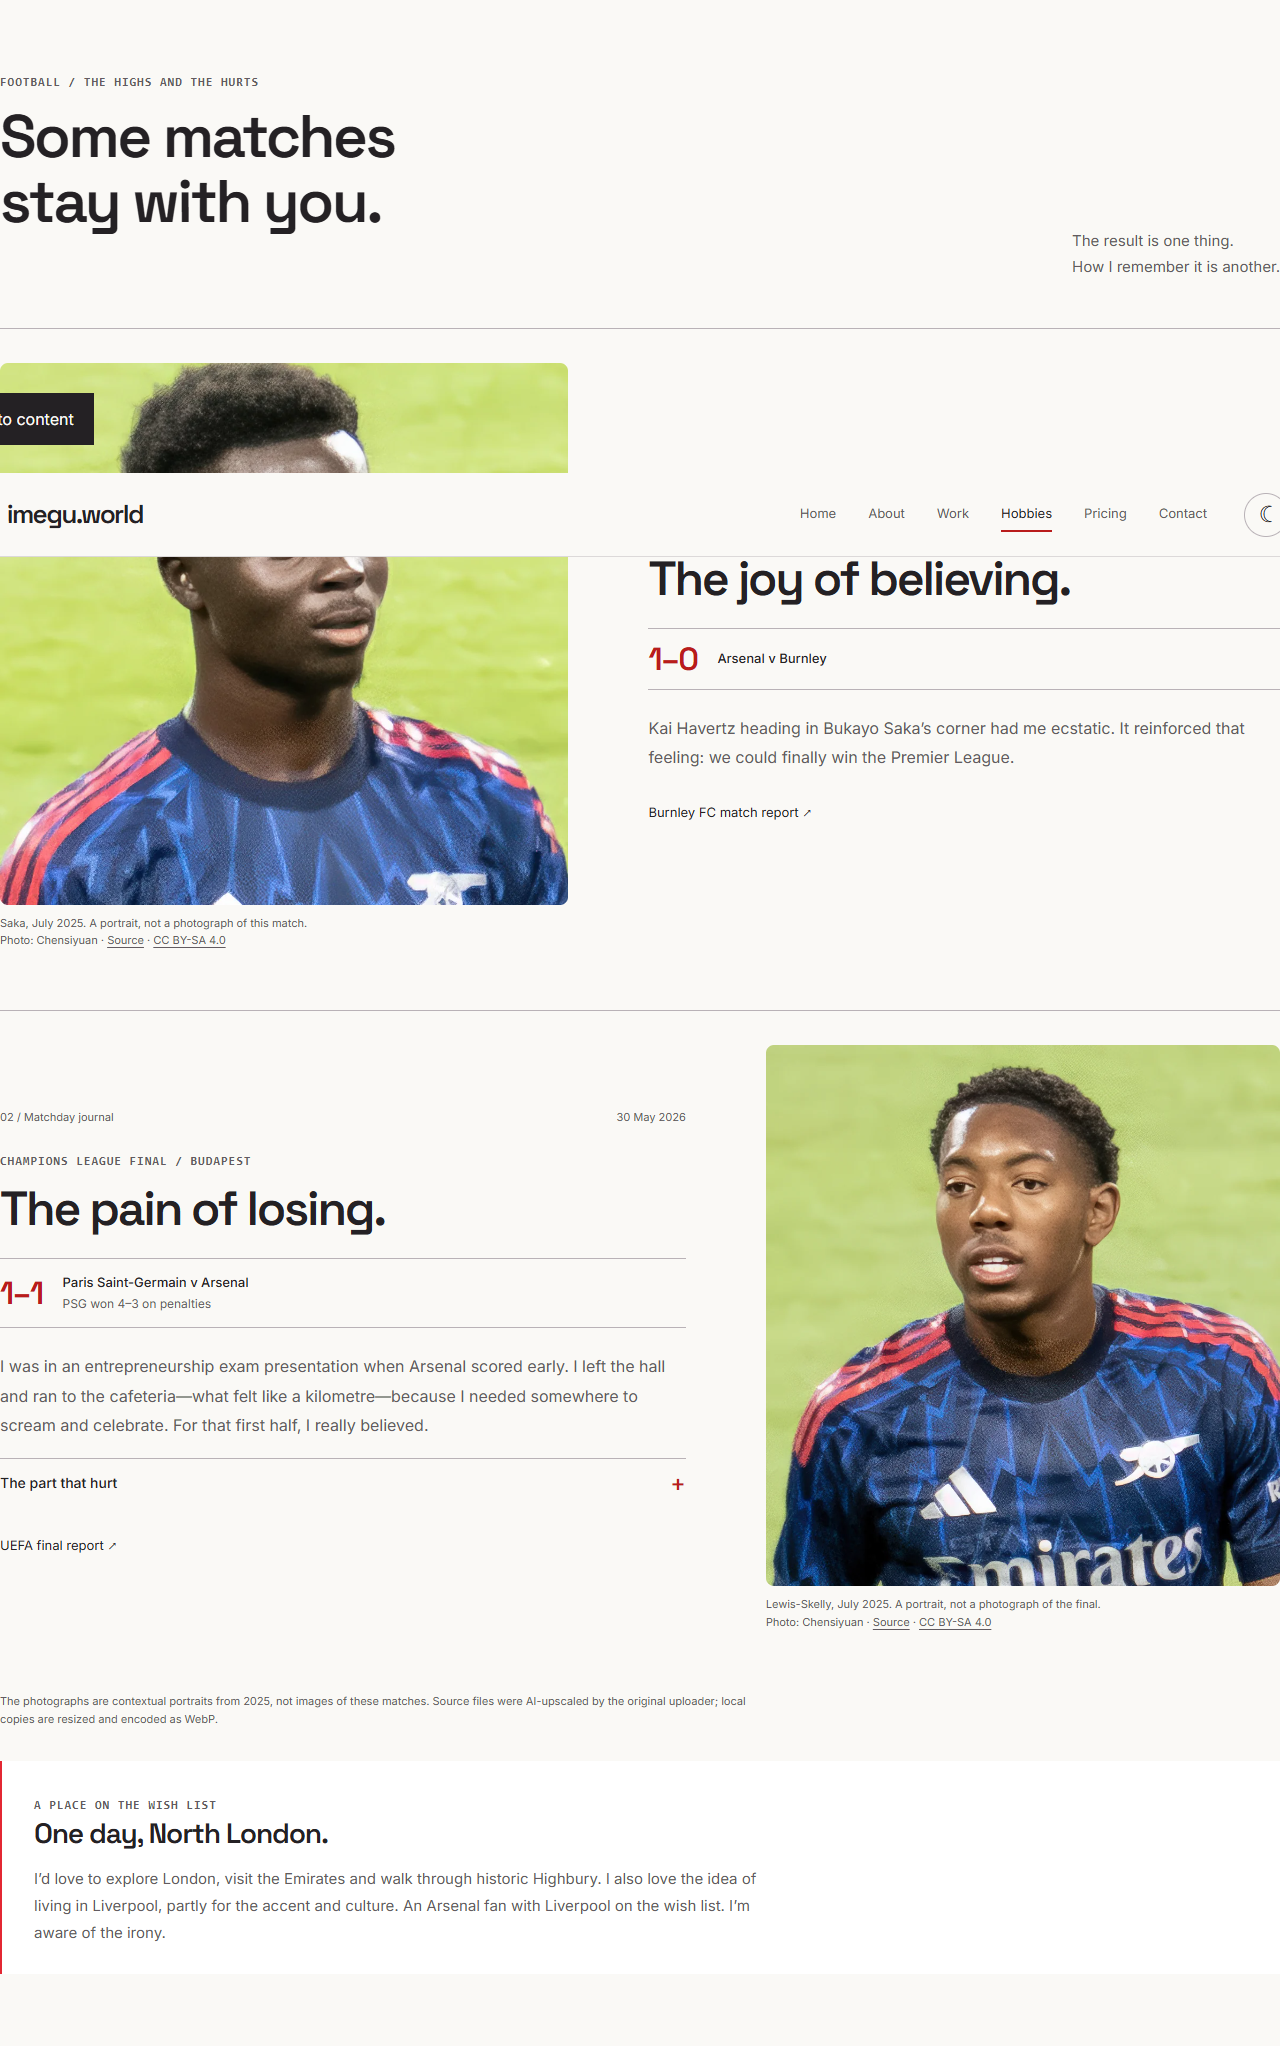 FOOTBALL / THE HIGHS AND THE HURTS
Some matches
stay with you.
The result is one thing.
How I remember it is another.
to content
imegu.world
Home
About
Work
Hobbies
Pricing
Contact
The joy of believing.
1–0
Arsenal v Burnley
Kai Havertz heading in Bukayo Saka’s corner had me ecstatic. It reinforced that
feeling: we could finally win the Premier League.
Burnley FC match report ↗
Saka, July 2025. A portrait, not a photograph of this match.
Photo: Chensiyuan · Source · CC BY-SA 4.0
02 / Matchday journal
30 May 2026
CHAMPIONS LEAGUE FINAL / BUDAPEST
The pain of losing.
1–1
Paris Saint-Germain v Arsenal
PSG won 4–3 on penalties
I was in an entrepreneurship exam presentation when Arsenal scored early. I left the hall
and ran to the cafeteria—what felt like a kilometre—because I needed somewhere to
scream and celebrate. For that first half, I really believed.
The part that hurt
+
UEFA final report ↗
Emirates
Lewis-Skelly, July 2025. A portrait, not a photograph of the final.
Photo: Chensiyuan · Source · CC BY-SA 4.0
The photographs are contextual portraits from 2025, not images of these matches. Source files were AI-upscaled by the original uploader; local
copies are resized and encoded as WebP.
A PLACE ON THE WISH LIST
One day, North London.
I’d love to explore London, visit the Emirates and walk through historic Highbury. I also love the idea of
living in Liverpool, partly for the accent and culture. An Arsenal fan with Liverpool on the wish list. I’m
aware of the irony.